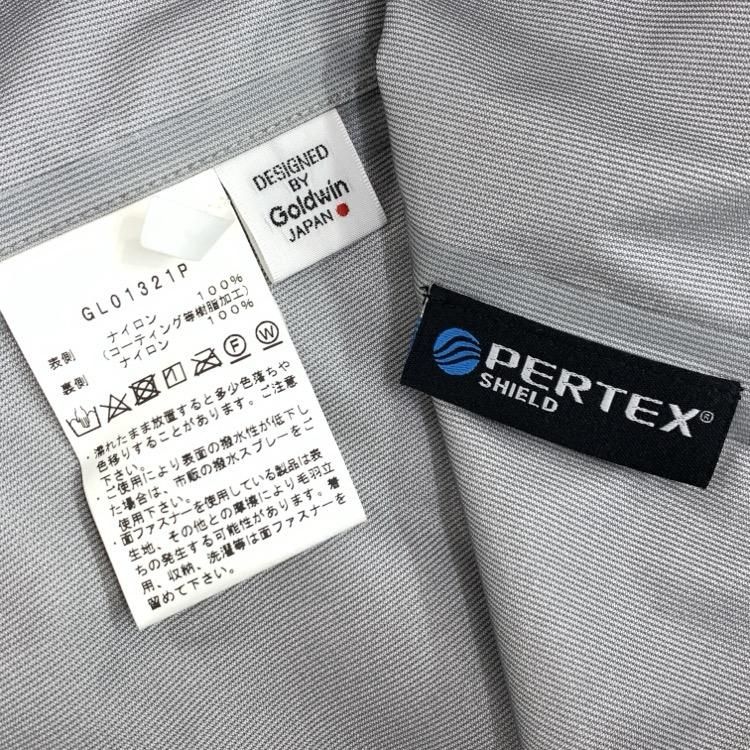 DESIGNED
BY
Goldwin
JAPAN
GL01321P
表側 ナイロン 100%
(コーティング等樹脂加工)
裏側 ナイロン 100%
F W
・濡れたまま放置すると多少色落ちや
色移りすることがあります。ご注意
下さい。
・ご使用により表面の撥水性が低下し
た場合は、市販の撥水スプレーをご
使用下さい。
・面ファスナーを使用している製品は表
生地、その他との摩擦により毛羽立
ちの発生する可能性があります。着
用、収納、洗濯等は面ファスナーを
留めて下さい。
PERTEX®
SHIELD